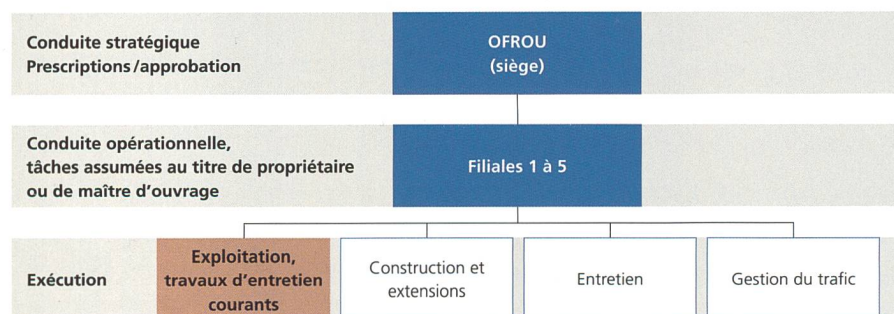 Conduite stratégique
Prescriptions/approbation
OFROU
(siège)
Conduite opérationnelle,
tâches assumées au titre de propriétaire
ou de maître d'ouvrage
Filiales 1 à 5
Exécution
Exploitation,
travaux d'entretien
courants
Construction et
extensions
Entretien
Gestion du trafic